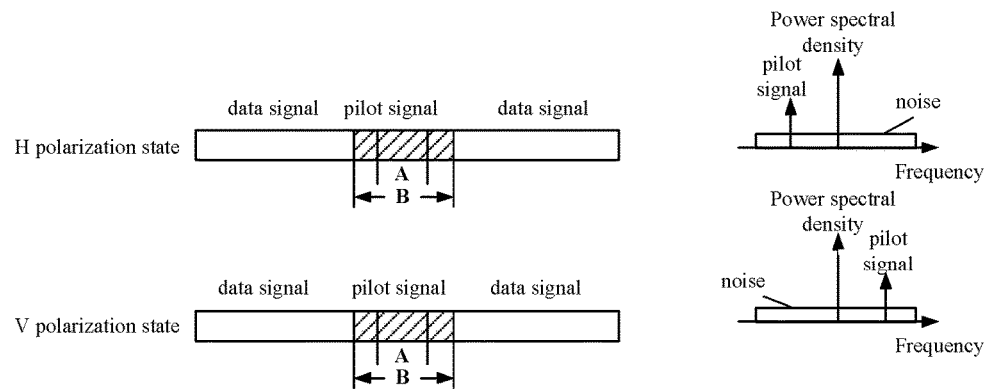 data signal pilot signal data signal
H polarization state
A
B
Power spectral
density
pilot
signal
noise
Frequency
data signal pilot signal data signal
V polarization state
A
B
Power spectral
density
pilot
signal
noise
Frequency